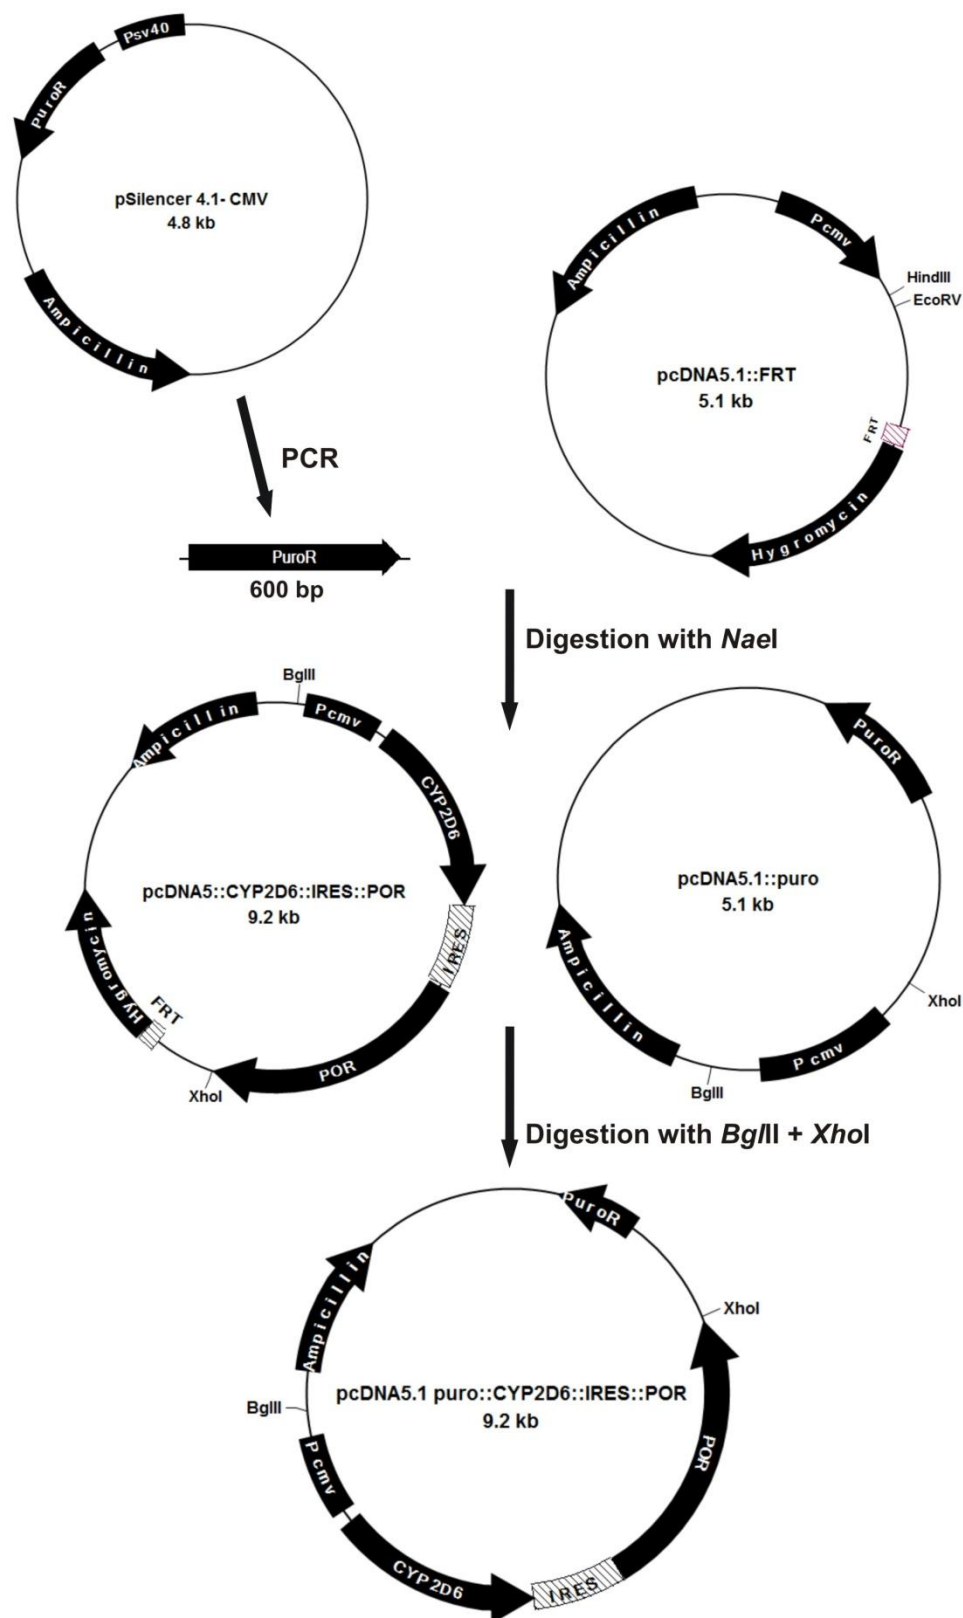 Psv40
PuroR
pSilencer 4.1- CMV
4.8 kb
Ampicillin
Ampicillin
Pcmv
HindIII
EcoRV
pcDNA5.1::FRT
5.1 kb
FRT
Hygromycin
PCR
PuroR
600 bp
Digestion with NaeI
BglII
Ampicillin
Pcmv
CYP2D6
pcDNA5::CYP2D6::IRES::POR
9.2 kb
IRES
Hygromycin
FRT
POR
XhoI
PuroR
pcDNA5.1::puro
5.1 kb
Ampicillin
XhoI
Pcmv
BglII
Digestion with BglII + XhoI
PuroR
Ampicillin
XhoI
pcDNA5.1 puro::CYP2D6::IRES::POR
9.2 kb
BglII
Pcmv
POR
CYP2D6
IRES